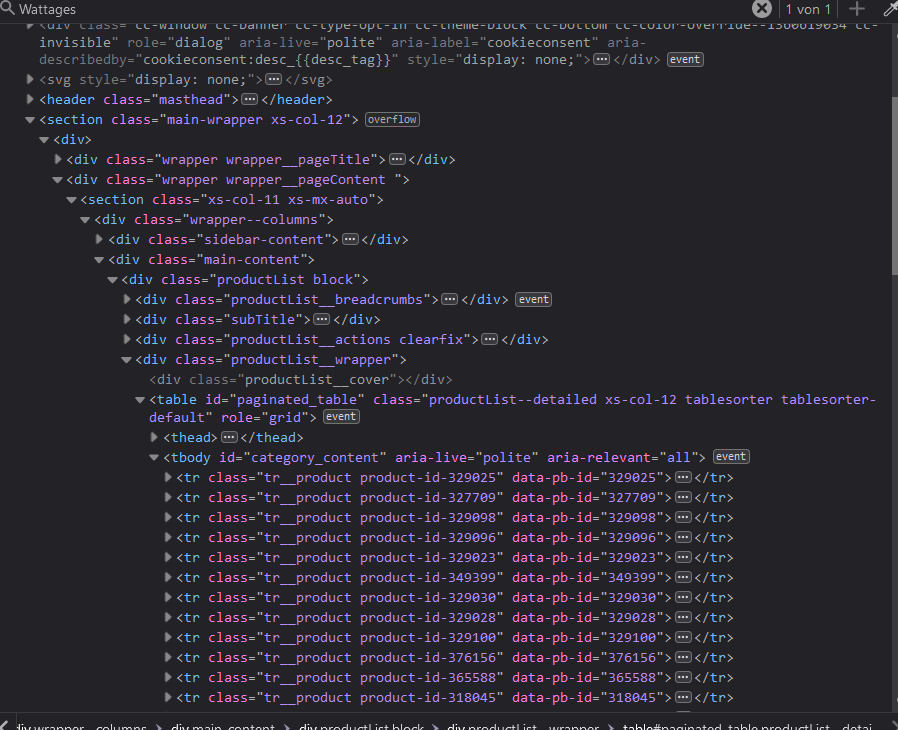 Wattages
1 von 1
<div class="cc-window cc-banner cc-type-opt-in cc-theme-block cc-bottom cc-color-override--1360619034 cc-
invisible" role="dialog" aria-live="polite" aria-label="cookieconsent" aria-
describedby="cookieconsent:desc_{{desc_tag}}" style="display: none;"></div> event
<svg style="display: none;"></svg>
<header class="masthead"></header>
<section class="main-wrapper xs-col-12"> overflow
<div>
<div class="wrapper wrapper__pageTitle"></div>
<div class="wrapper wrapper__pageContent ">
<section class="xs-col-11 xs-mx-auto">
<div class="wrapper--columns">
<div class="sidebar-content"></div>
<div class="main-content">
<div class="productList block">
<div class="productList__breadcrumbs"></div> event
<div class="subTitle"></div>
<div class="productList__actions clearfix"></div>
<div class="productList__wrapper">
<div class="productList__cover"></div>
<table id="paginated_table" class="productList--detailed xs-col-12 tablesorter tablesorter-
default" role="grid"> event
<thead></thead>
<tbody id="category_content" aria-live="polite" aria-relevant="all"> event
<tr class="tr__product product-id-329025" data-pb-id="329025"></tr>
<tr class="tr__product product-id-327709" data-pb-id="327709"></tr>
<tr class="tr__product product-id-329098" data-pb-id="329098"></tr>
<tr class="tr__product product-id-329096" data-pb-id="329096"></tr>
<tr class="tr__product product-id-329023" data-pb-id="329023"></tr>
<tr class="tr__product product-id-349399" data-pb-id="349399"></tr>
<tr class="tr__product product-id-329030" data-pb-id="329030"></tr>
<tr class="tr__product product-id-329028" data-pb-id="329028"></tr>
<tr class="tr__product product-id-329100" data-pb-id="329100"></tr>
<tr class="tr__product product-id-376156" data-pb-id="376156"></tr>
<tr class="tr__product product-id-365588" data-pb-id="365588"></tr>
<tr class="tr__product product-id-318045" data-pb-id="318045"></tr>
div.wrapper--columns > div.main-content > div.productList.block > div.productList__wrapper > table#paginated_table.productList--detai